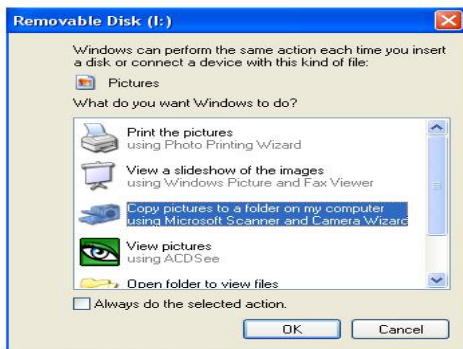 Removable Disk (I:)
Windows can perform the same action each time you insert
a disk or connect a device with this kind of file:
Pictures
What do you want Windows to do?
Print the pictures
using Photo Printing Wizard
View a slideshow of the images
using Windows Picture and Fax Viewer
Copy pictures to a folder on my computer
using Microsoft Scanner and Camera Wizard
View pictures
using ACDSee
Open folder to view files
Always do the selected action.
OK
Cancel